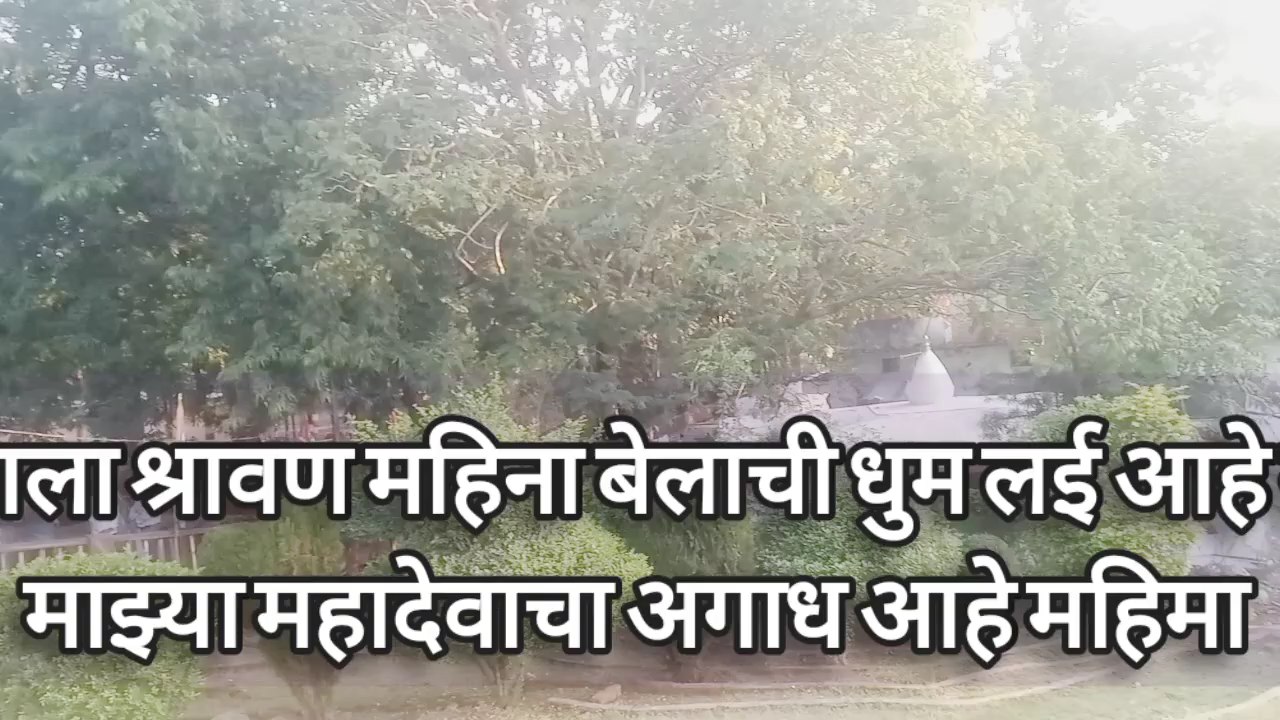 श्रावण महिना बेलाची धुम लई आहे
माझ्या महादेवाचा अगाध आहे महिमा